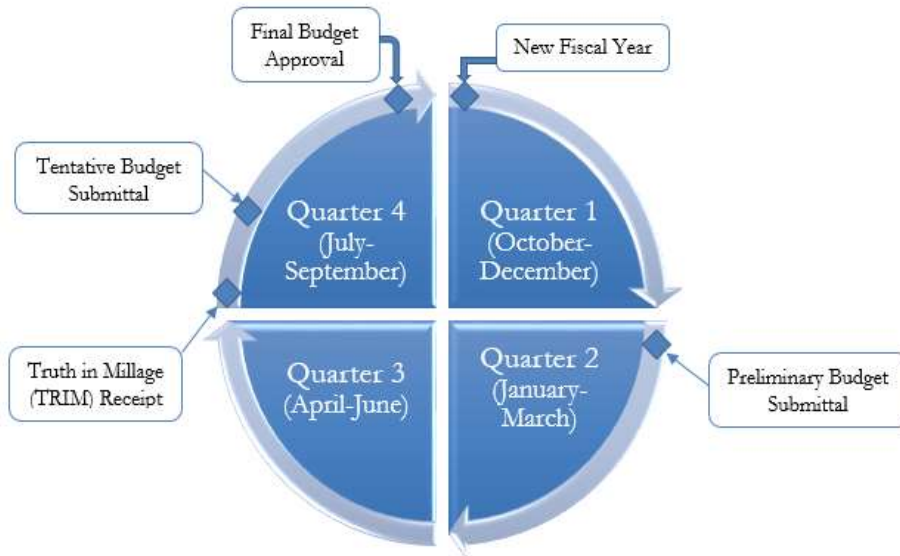 Final Budget
Approval
New Fiscal Year
Tentative Budget
Submittal
Quarter 4
(July-
September)
Quarter 1
(October-
December)
Truth in Millage
(TRIM) Receipt
Quarter 3
(April-June)
Quarter 2
(January-
March)
Preliminary Budget
Submittal